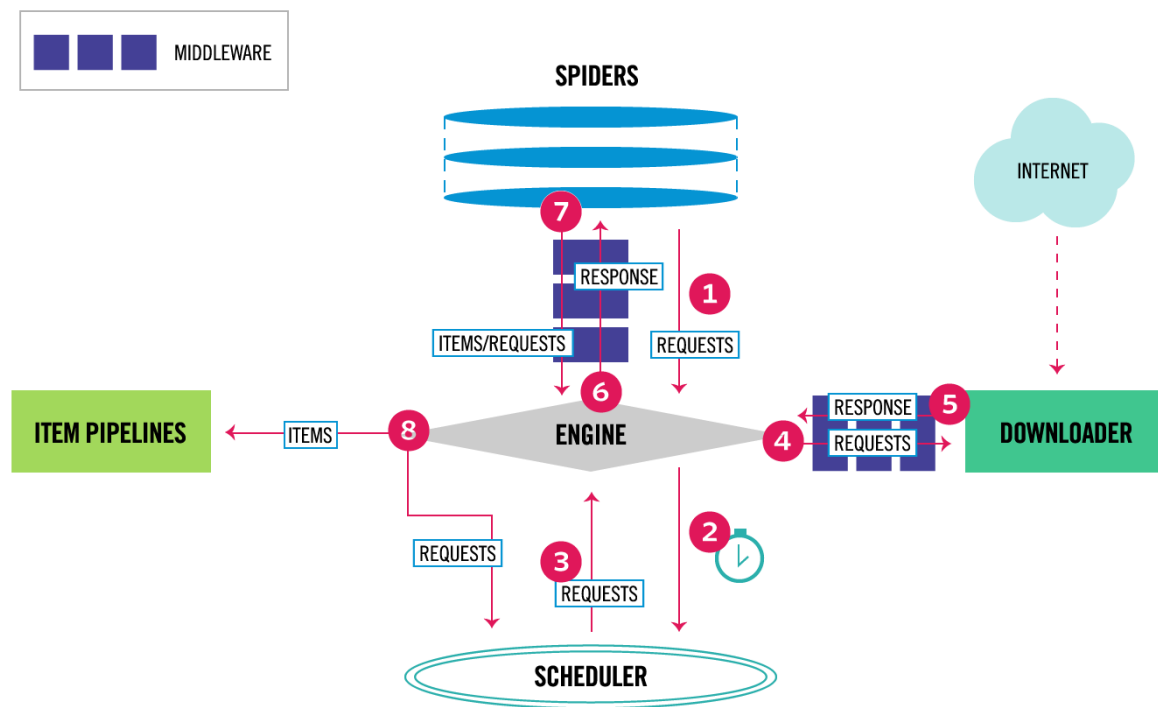 MIDDLEWARE
SPIDERS
INTERNET
7
RESPONSE
1
ITEMS/REQUESTS
REQUESTS
6
5
RESPONSE
ITEM PIPELINES
ITEMS
8
ENGINE
4
REQUESTS
DOWNLOADER
2
REQUESTS
3
REQUESTS
SCHEDULER